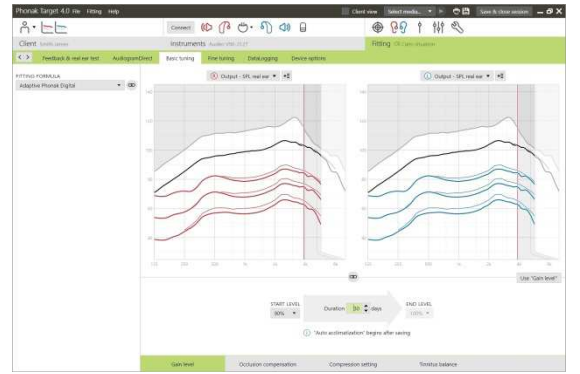 Phonak Target 4.0 File Fitting Help
Client view Select media... Save & close session
Connect
Client
Instruments
Fitting
Feedback & real ear test AudiogramDirect Basic tuning Fine tuning DataLogging Device options
FITTING FORMULA
Adaptive Phonak Digital
Output - SPL real ear
Output - SPL real ear
Use "Gain level"
START LEVEL
80%
Duration
days
END LEVEL
100%
"Auto acclimatization" begins after saving
Gain level Occlusion compensation Compression setting Tinnitus balance